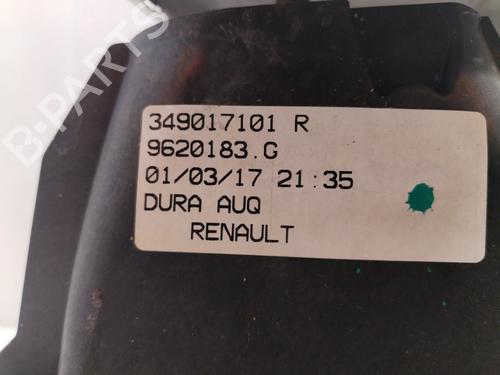 B-PARTS
349017101 R
9620183.G
01/03/17 21:35
DURA AUQ
RENAULT